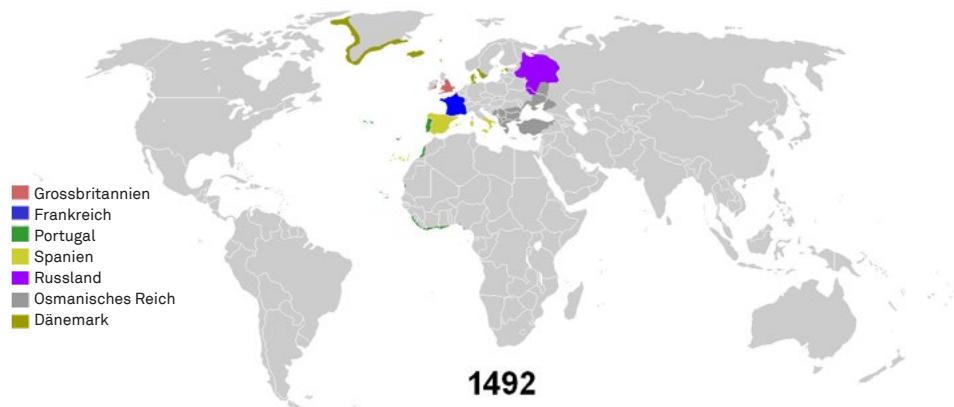 Grossbritannien
Frankreich
Portugal
Spanien
Russland
Osmanisches Reich
Dänemark
1492